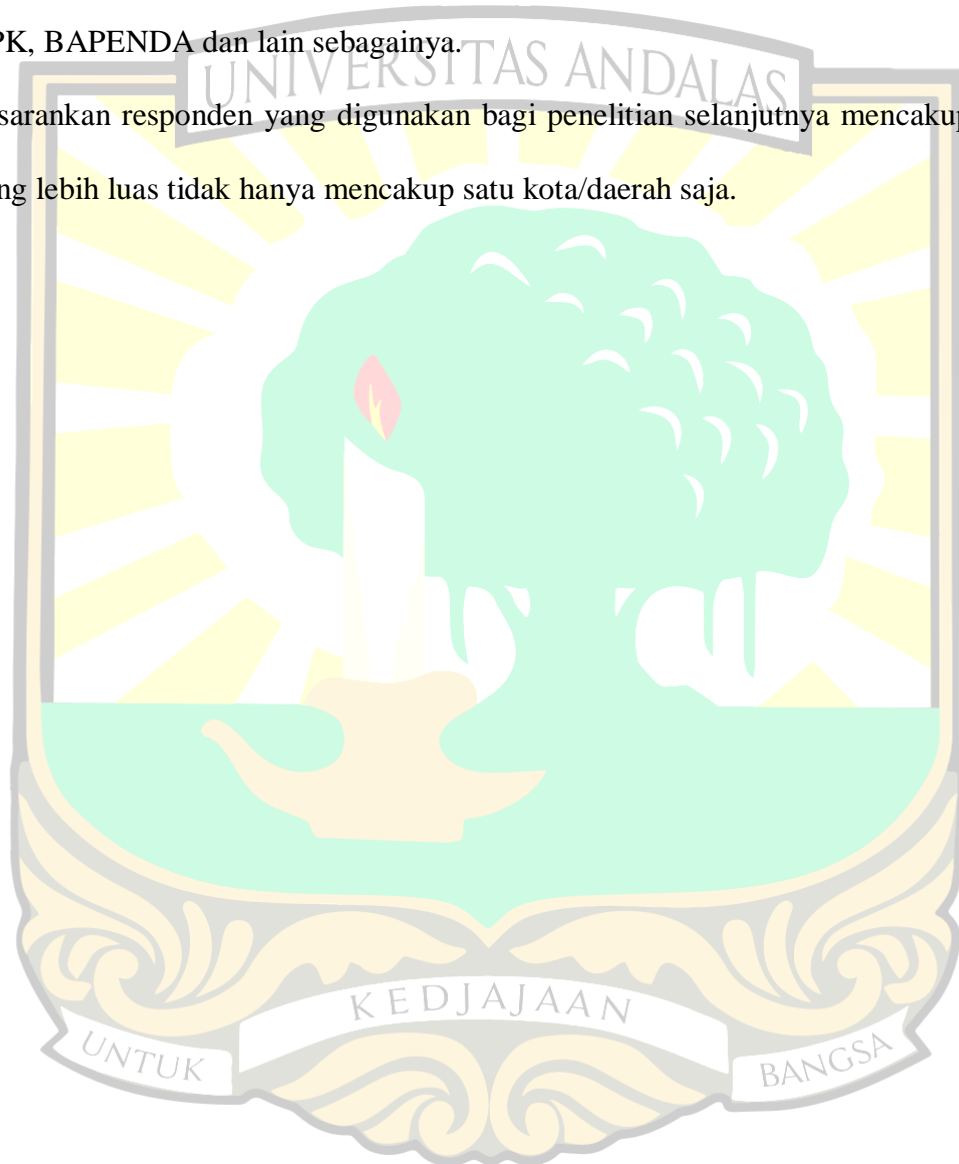 PK, BAPENDA dan lain sebagainya.
UNIVERSITAS ANDALAS
sarankan responden yang digunakan bagi penelitian selanjutnya mencakup
ng lebih luas tidak hanya mencakup satu kota/daerah saja.
KEDJAJAAN
UNTUK
BANGSA